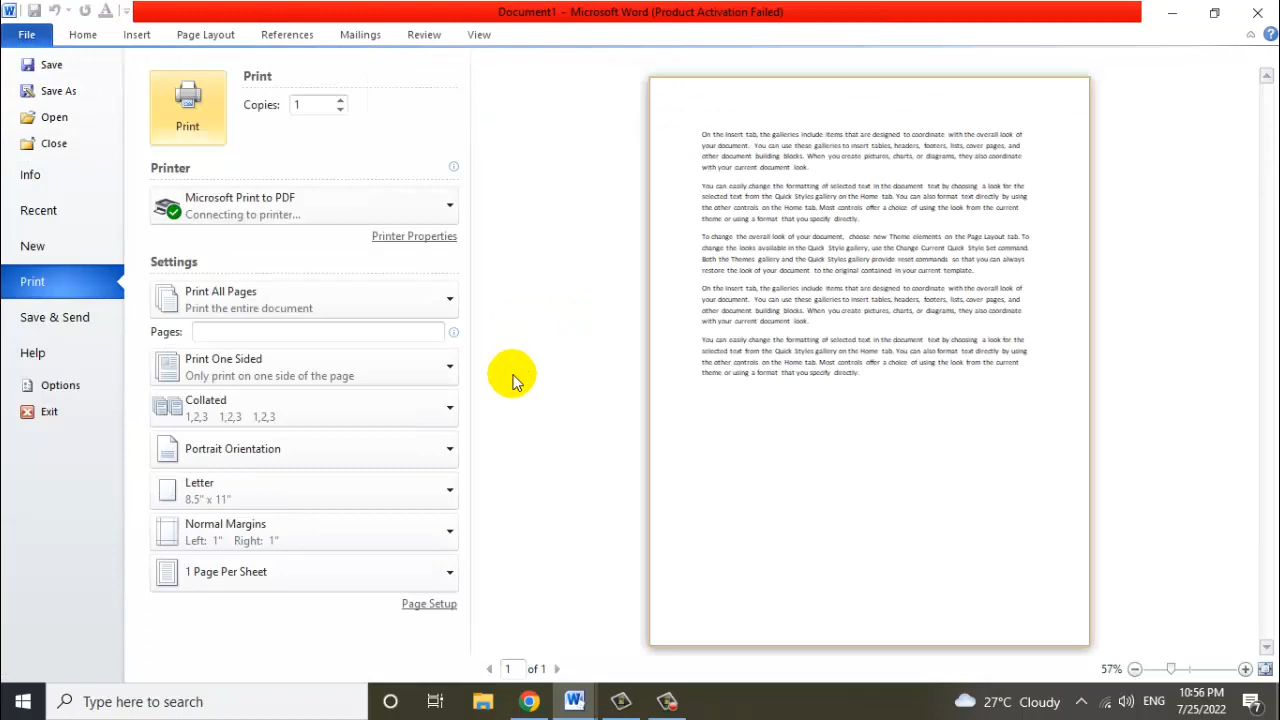 Document1 - Microsoft Word (Product Activation Failed)
File Home Insert Page Layout References Mailings Review View
Save
Save As
Open
Close
Info
Recent
New
Print
Save & Send
Help
Options
Exit
Print
Print
Copies: 1
Printer
Microsoft Print to PDF
Connecting to printer...
Printer Properties
Settings
Print All Pages
Print the entire document
Pages:
Print One Sided
Only print on one side of the page
Collated
1,2,3 1,2,3 1,2,3
Portrait Orientation
Letter
8.5" x 11"
Normal Margins
Left: 1" Right: 1"
1 Page Per Sheet
Page Setup
On the Insert tab, the galleries include items that are designed to coordinate with the overall look of
your document. You can use these galleries to insert tables, headers, footers, lists, cover pages, and
other document building blocks. When you create pictures, charts, or diagrams, they also coordinate
with your current document look.
You can easily change the formatting of selected text in the document text by choosing a look for the
selected text from the Quick Styles gallery on the Home tab. You can also format text directly by using
the other controls on the Home tab. Most controls offer a choice of using the look from the current
theme or using a format that you specify directly.
To change the overall look of your document, choose new Theme elements on the Page Layout tab. To
change the looks available in the Quick Style gallery, use the Change Current Quick Style Set command.
Both the Themes gallery and the Quick Styles gallery provide reset commands so that you can always
restore the look of your document to the original contained in your current template.
On the Insert tab, the galleries include items that are designed to coordinate with the overall look of
your document. You can use these galleries to insert tables, headers, footers, lists, cover pages, and
other document building blocks. When you create pictures, charts, or diagrams, they also coordinate
with your current document look.
You can easily change the formatting of selected text in the document text by choosing a look for the
selected text from the Quick Styles gallery on the Home tab. You can also format text directly by using
the other controls on the Home tab. Most controls offer a choice of using the look from the current
theme or using a format that you specify directly.
1 of 1
57%
Type here to search
27°C Cloudy
ENG
10:56 PM
7/25/2022
7